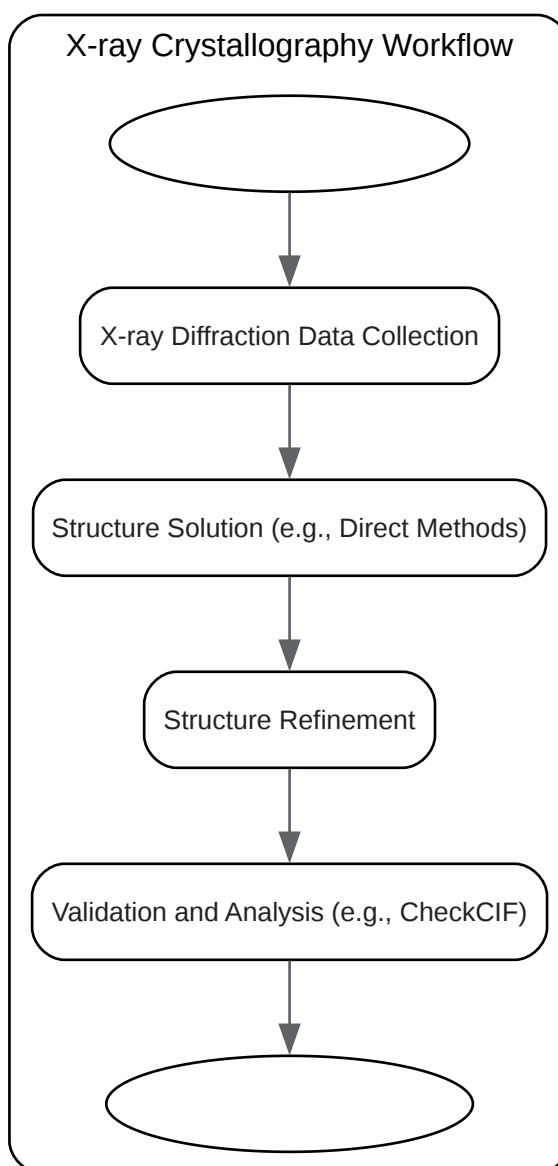 X-ray Crystallography Workflow
X-ray Diffraction Data Collection
Structure Solution (e.g., Direct Methods)
Structure Refinement
Validation and Analysis (e.g., CheckCIF)